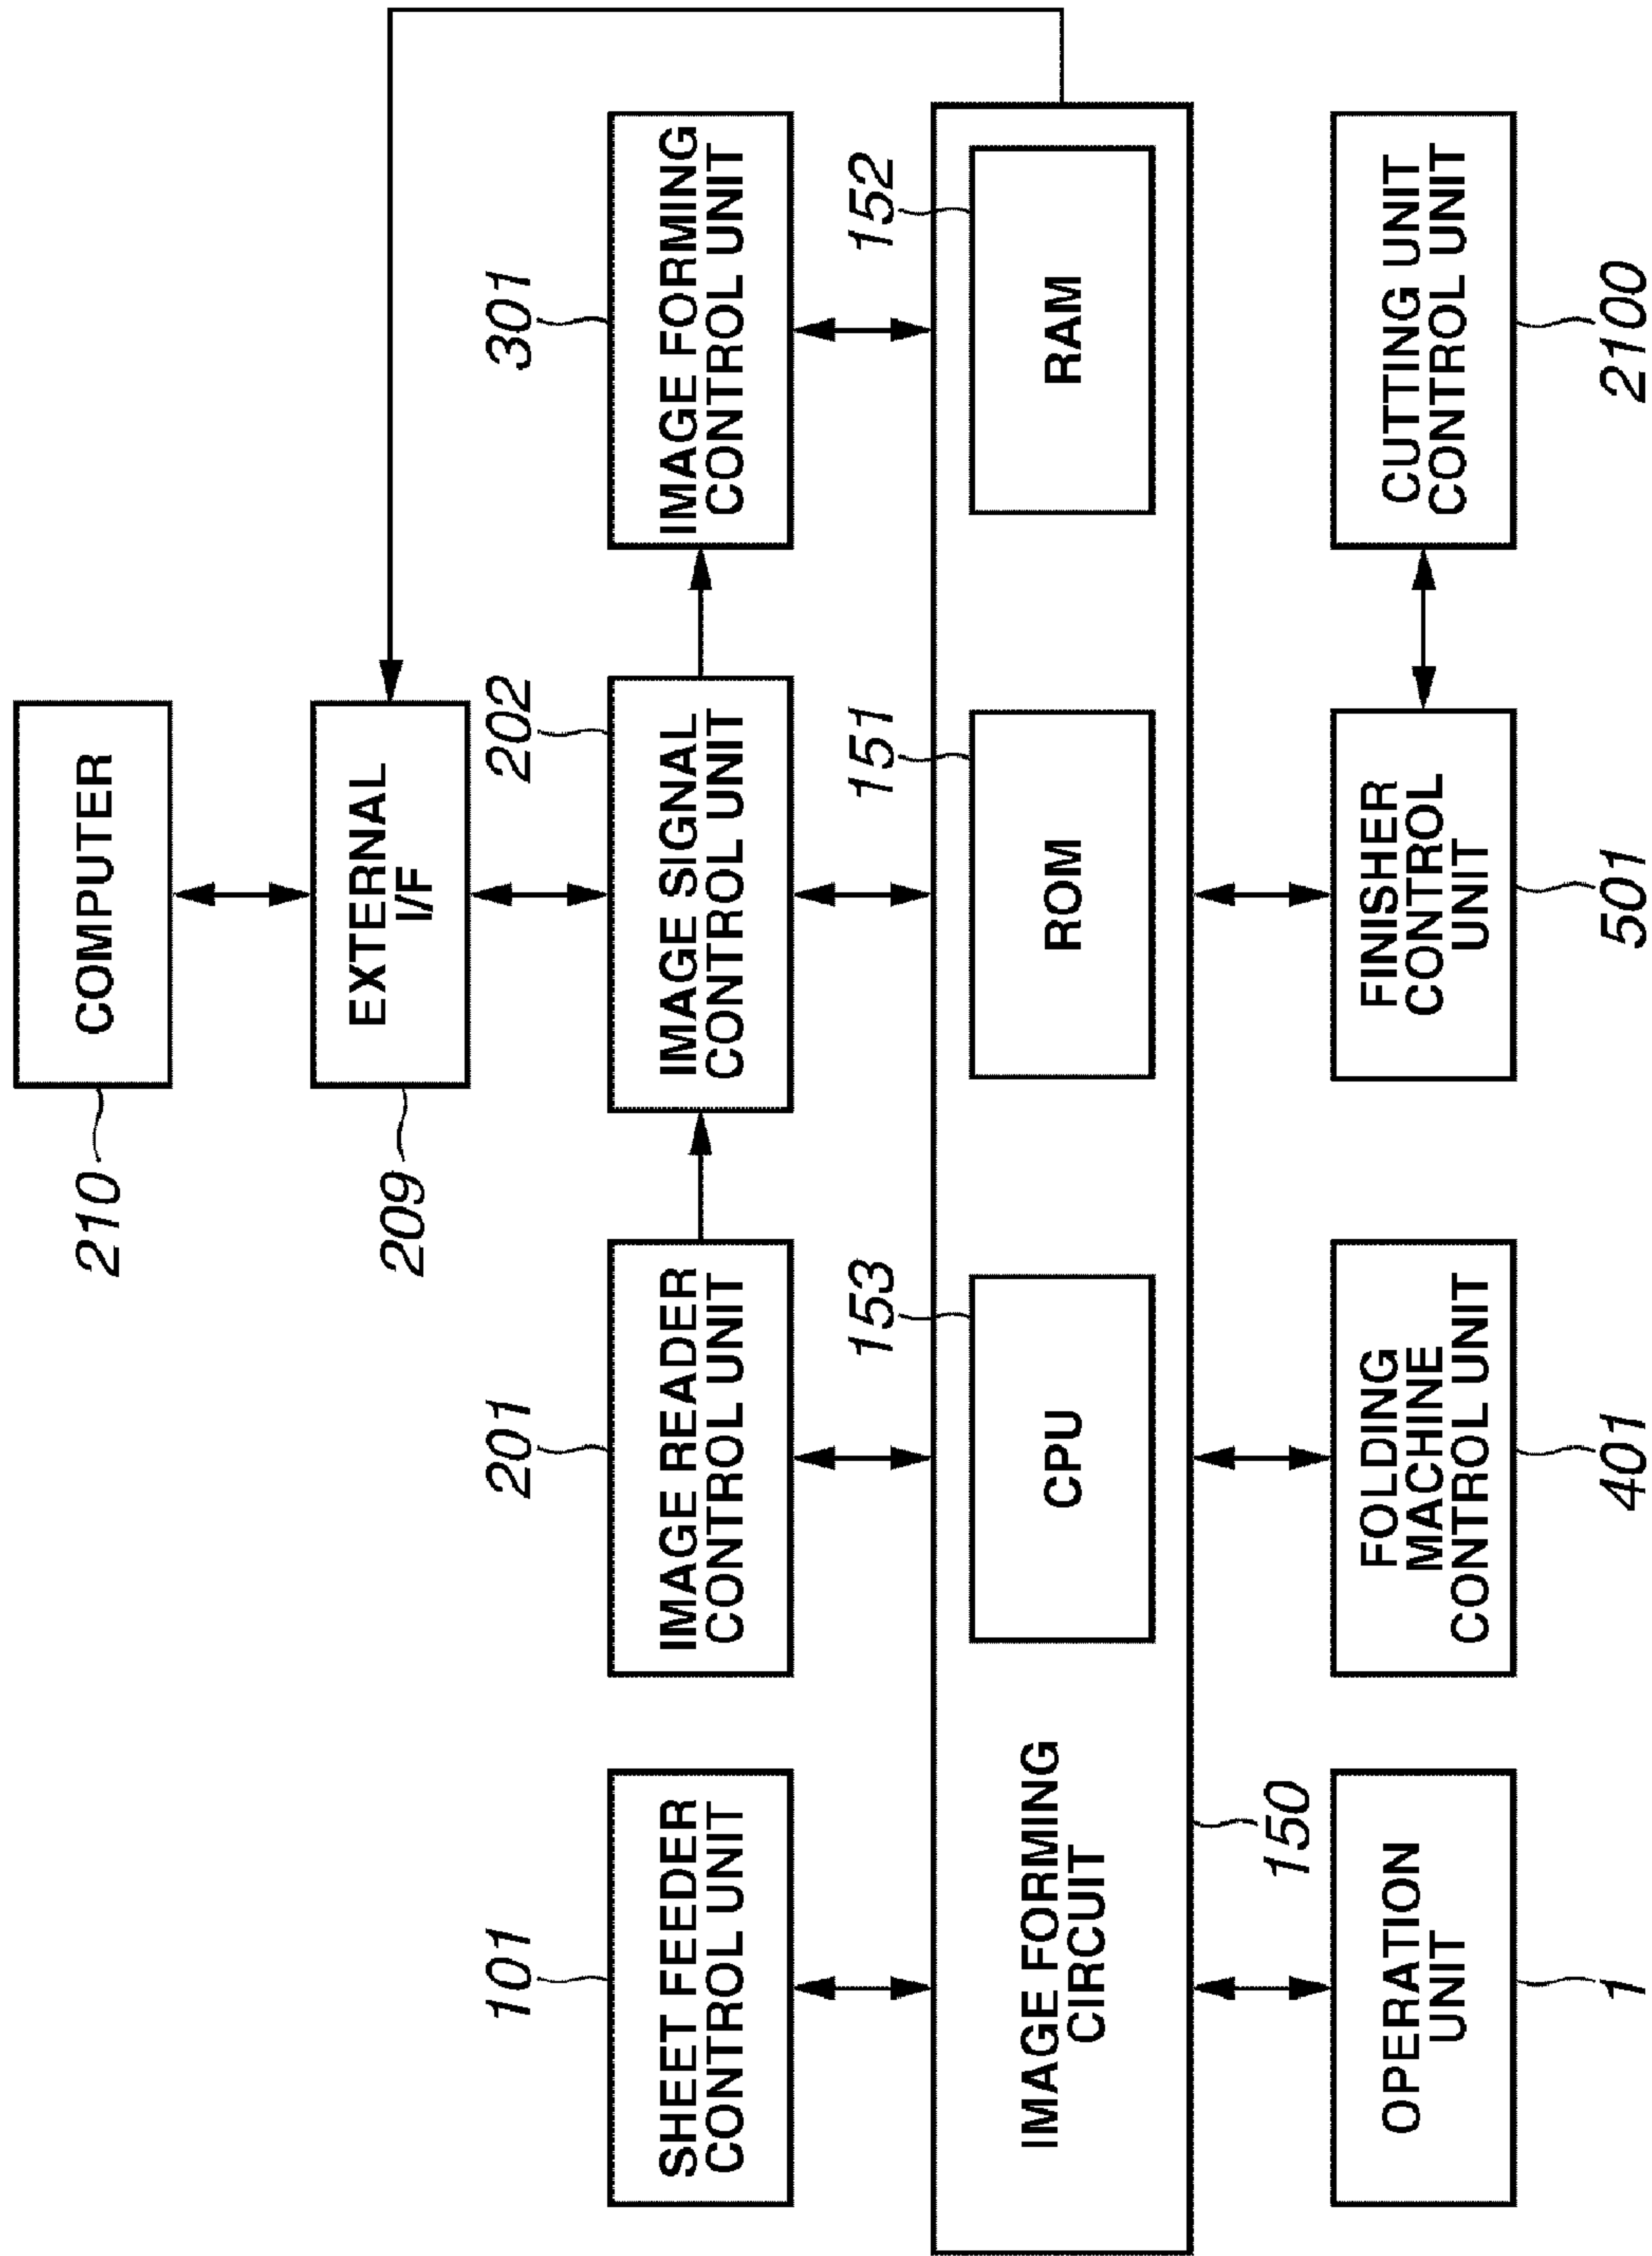 COMPUTER
210
EXTERNAL
I/F
209
202
301
201
101
SHEET FEEDER
CONTROL UNIT
IMAGE READER
CONTROL UNIT
IMAGE SIGNAL
CONTROL UNIT
IMAGE FORMING
CONTROL UNIT
153
151
152
IMAGE FORMING
CIRCUIT
CPU
ROM
RAM
150
OPERATION
UNIT
FOLDING
MACHINE
CONTROL UNIT
FINISHER
CONTROL
UNIT
CUTTING UNIT
CONTROL UNIT
1
401
501
2100